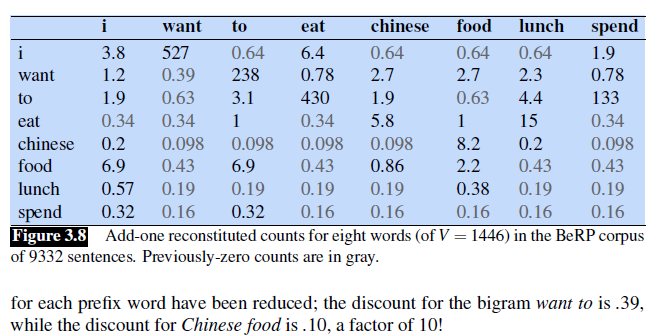 i want to eat chinese food lunch spend
i 3.8 527 0.64 6.4 0.64 0.64 0.64 1.9
want 1.2 0.39 238 0.78 2.7 2.7 2.3 0.78
to 1.9 0.63 3.1 430 1.9 0.63 4.4 133
eat 0.34 0.34 1 0.34 5.8 1 15 0.34
chinese 0.2 0.098 0.098 0.098 0.098 8.2 0.2 0.098
food 6.9 0.43 6.9 0.43 0.86 2.2 0.43 0.43
lunch 0.57 0.19 0.19 0.19 0.19 0.38 0.19 0.19
spend 0.32 0.16 0.32 0.16 0.16 0.16 0.16 0.16
Figure 3.8 Add-one reconstituted counts for eight words (of V = 1446) in the BeRP corpus
of 9332 sentences. Previously-zero counts are in gray.
for each prefix word have been reduced; the discount for the bigram want to is .39,
while the discount for Chinese food is .10, a factor of 10!